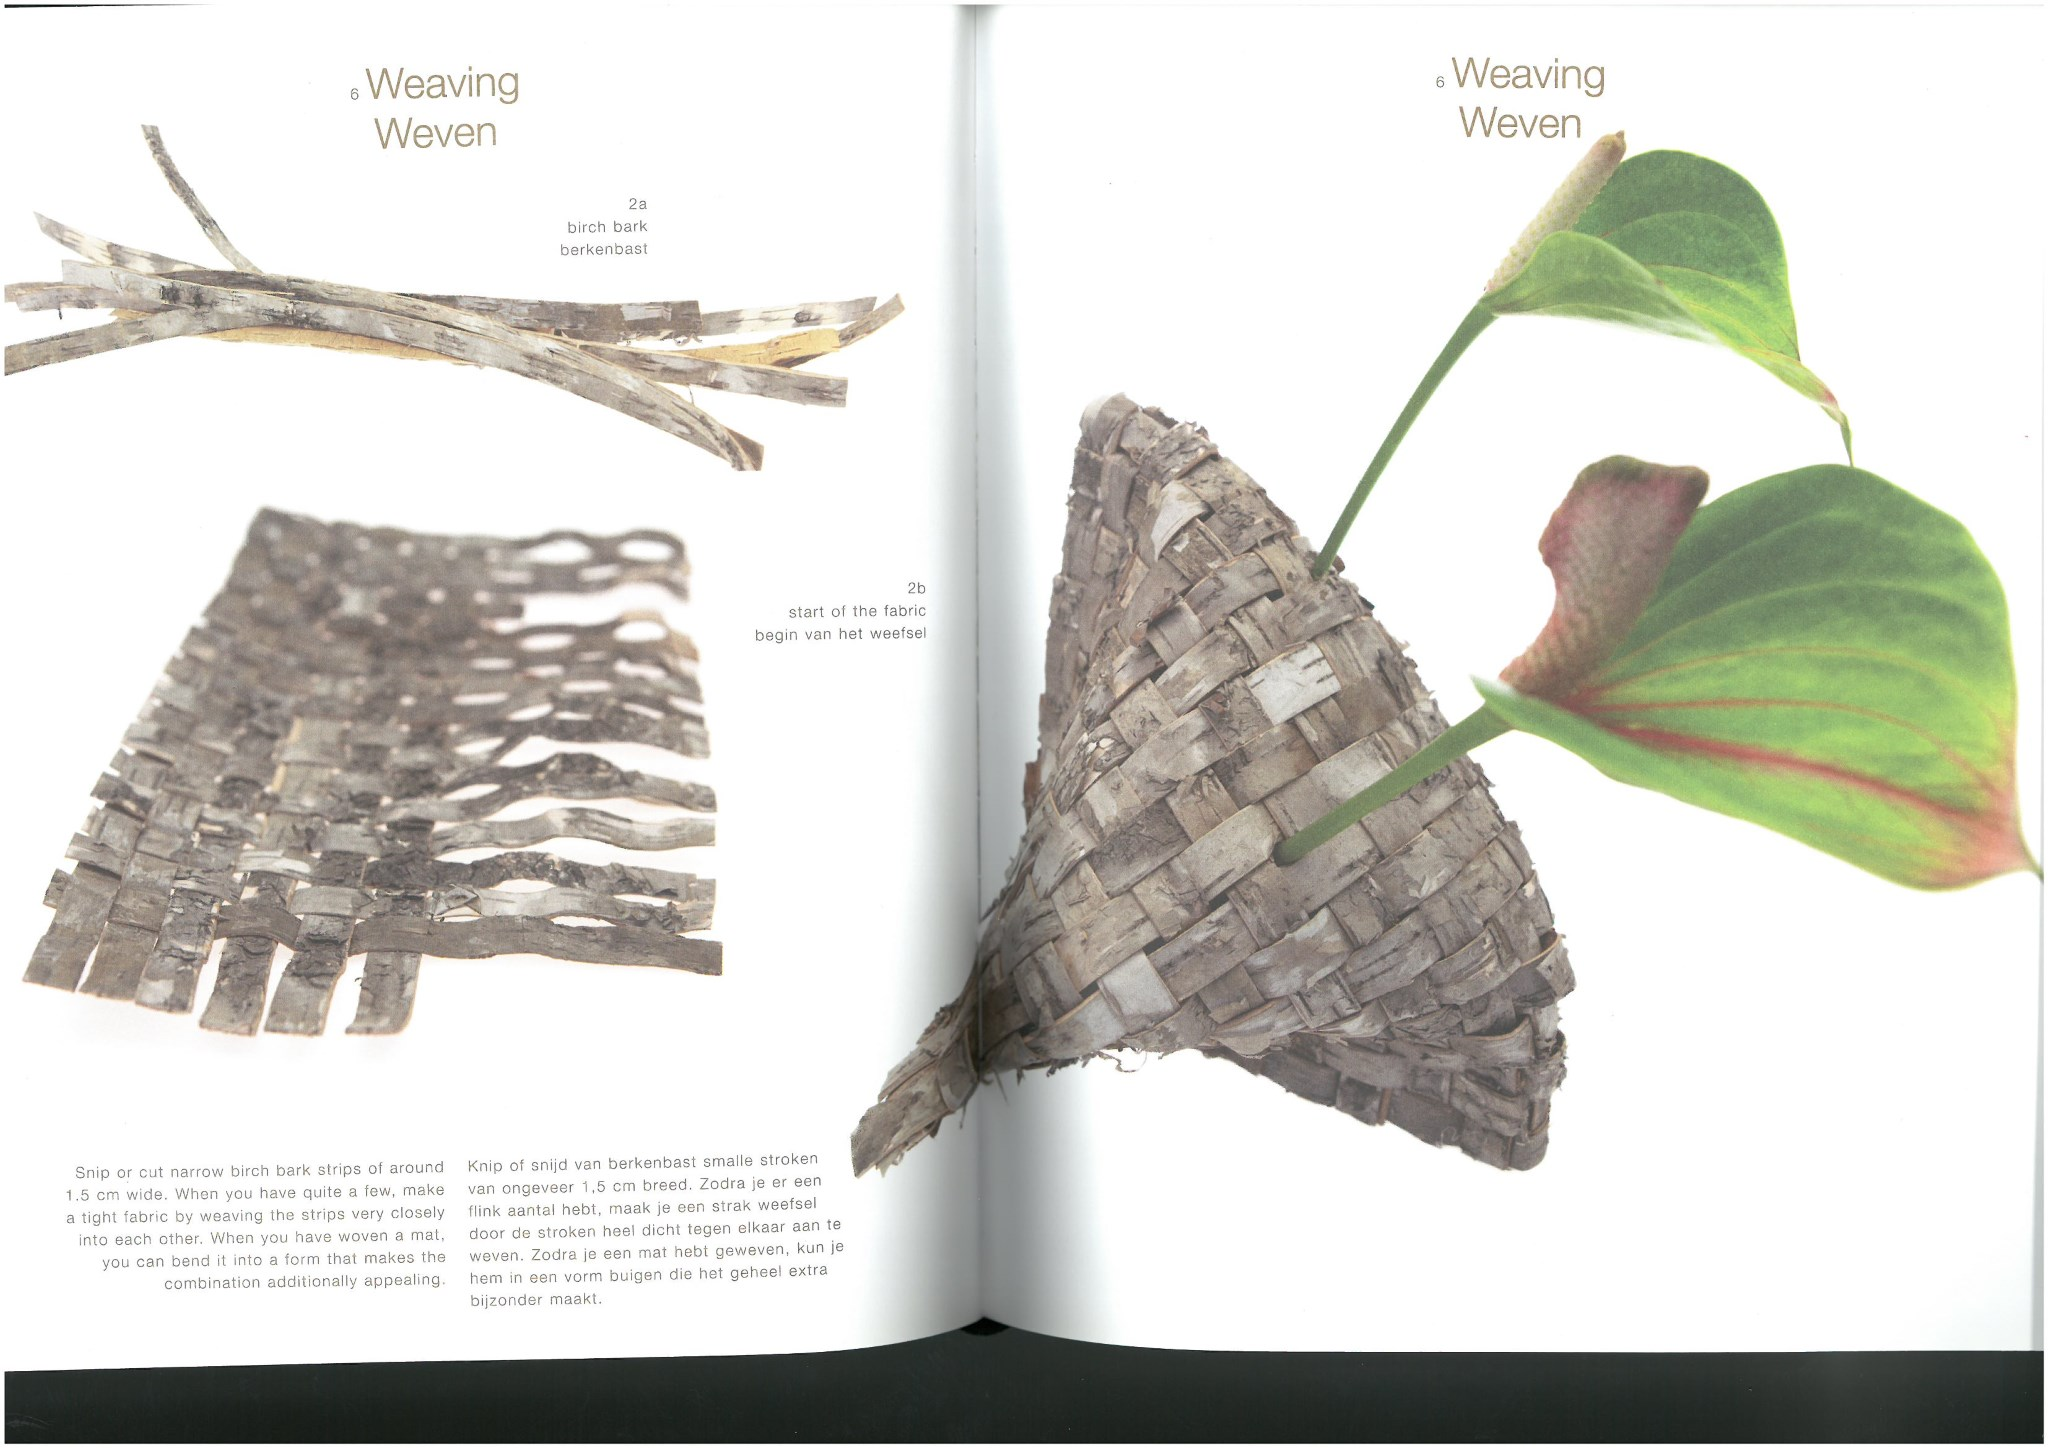 6 Weaving
Weven
2a
birch bark
berkenbast
2b
start of the fabric
begin van het weefsel
Snip or cut narrow birch bark strips of around
1.5 cm wide. When you have quite a few, make
a tight fabric by weaving the strips very closely
into each other. When you have woven a mat,
you can bend it into a form that makes the
combination additionally appealing.
Knip of snijd van berkenbast smalle stroken
van ongeveer 1,5 cm breed. Zodra je er een
flink aantal hebt, maak je een strak weefsel
door de stroken heel dicht tegen elkaar aan te
weven. Zodra je een mat hebt geweven, kun je
hem in een vorm buigen die het geheel extra
bijzonder maakt.
6 Weaving
Weven